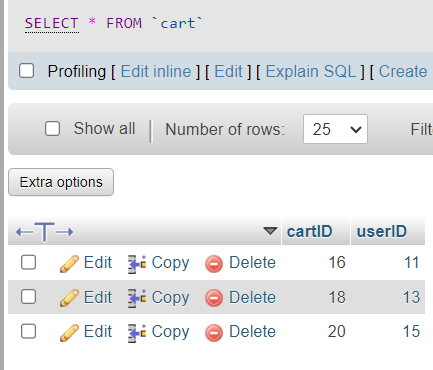 SELECT * FROM `cart`
Profiling [ Edit inline ] [ Edit ] [ Explain SQL ] [ Create
Show all Number of rows: 25 Filt
Extra options
cartID userID
Edit Copy Delete 16 11
Edit Copy Delete 18 13
Edit Copy Delete 20 15